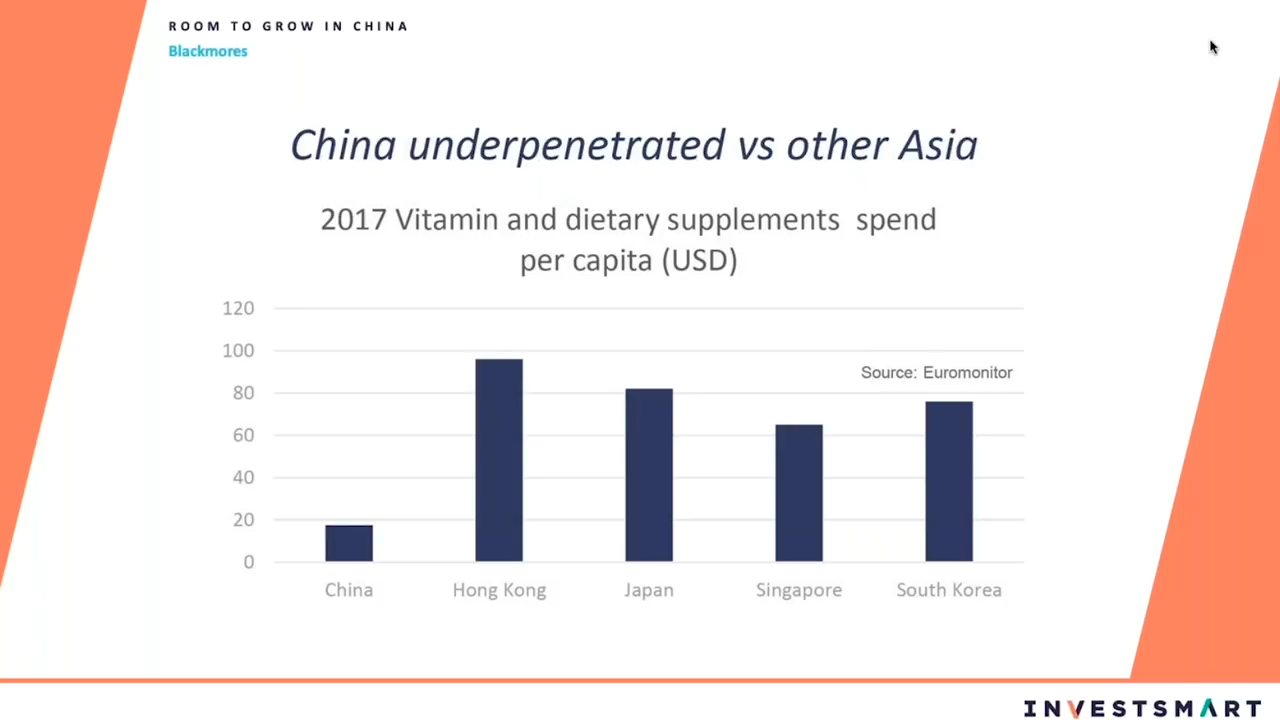 ROOM TO GROW IN CHINA
Blackmores
China underpenetrated vs other Asia
2017 Vitamin and dietary supplements spend
per capita (USD)
120
100
Source: Euromonitor
80
60
40
20
0
China Hong Kong Japan Singapore South Korea
INVESTSMART